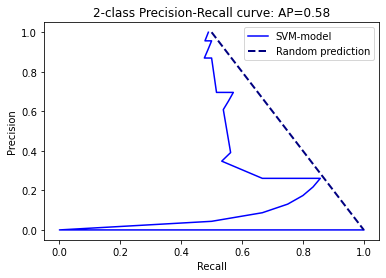 2-class Precision-Recall curve: AP=0.58
SVM-model
Random prediction
Precision
1.0
0.8
0.6
0.4
0.2
0.0
0.0 0.2 0.4 0.6 0.8 1.0
Recall